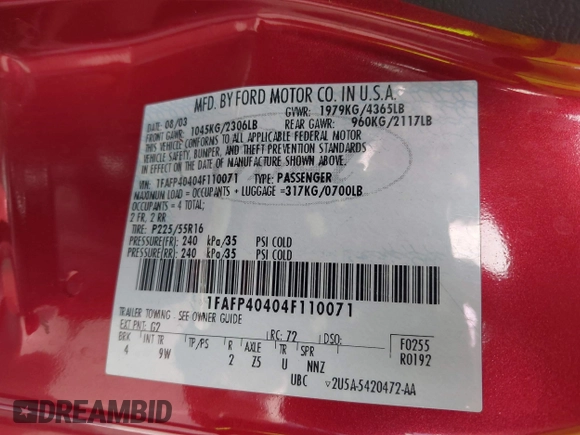 MFD. BY FORD MOTOR CO. IN U.S.A.
DATE: 08/03 GVWR: 1979KG/4365LB
FRONT GAWR: 1045KG/2306LB REAR GAWR: 960KG/2117LB
THIS VEHICLE CONFORMS TO ALL APPLICABLE FEDERAL MOTOR
VEHICLE SAFETY, BUMPER, AND THEFT PREVENTION STANDARDS
IN EFFECT ON THE DATE OF MANUFACTURE SHOWN ABOVE.
VIN: 1FAFP40404F110071 TYPE: PASSENGER
MAXIMUM LOAD = OCCUPANTS + LUGGAGE = 317KG/0700LB
OCCUPANTS = 4 TOTAL;
2 FR, 2 RR
TIRE: P225/55R16
PRESSURE(FR): 240 kPa/35 PSI COLD
PRESSURE(RR): 240 kPa/35 PSI COLD
1FAFP40404F110071
TRAILER TOWING - SEE OWNER GUIDE
EXT PNT: G2 RC: 72 DSO: F0255
BRK INT TR TP/PS R AXLE TR SPR R0192
4 9W 2 Z5 U NNZ
UBC ▽2U5A-5420472-AA
DREAMBID